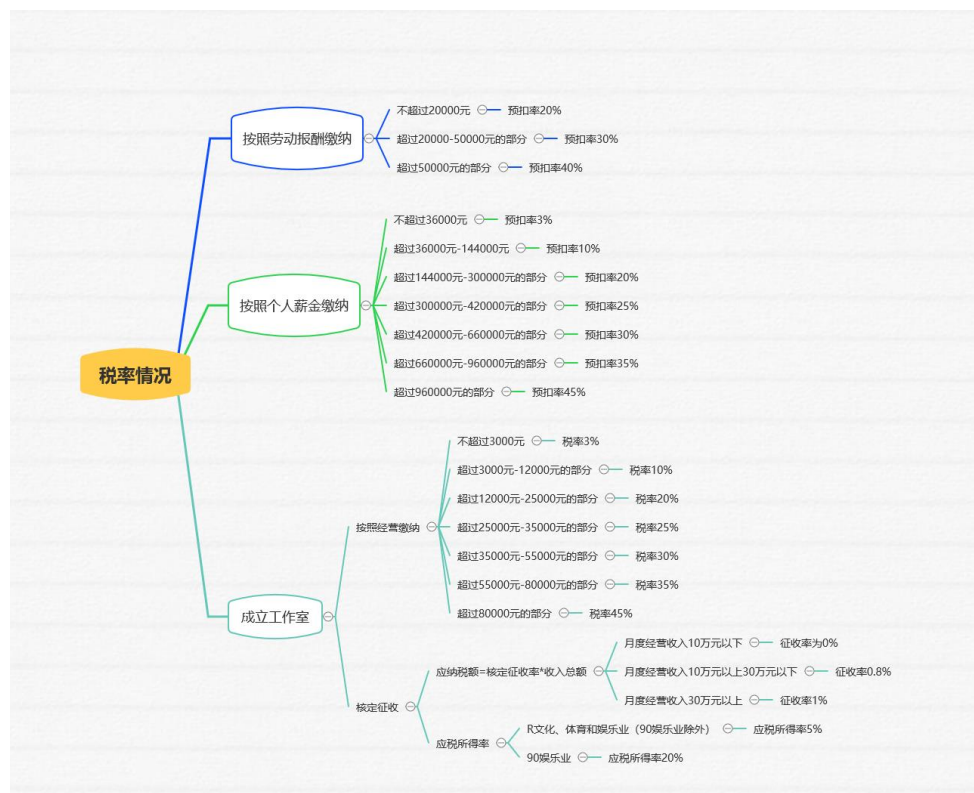 税率情况
按照劳动报酬缴纳
不超过20000元 预扣率20%
超过20000-50000元的部分 预扣率30%
超过50000元的部分 预扣率40%
按照个人薪金缴纳
不超过36000元 预扣率3%
超过36000元-144000元 预扣率10%
超过144000元-300000元的部分 预扣率20%
超过300000元-420000元的部分 预扣率25%
超过420000元-660000元的部分 预扣率30%
超过660000元-960000元的部分 预扣率35%
超过960000元的部分 预扣率45%
成立工作室
按照经营缴纳
不超过3000元 税率3%
超过3000元-12000元的部分 税率10%
超过12000元-25000元的部分 税率20%
超过25000元-35000元的部分 税率25%
超过35000元-55000元的部分 税率30%
超过55000元-80000元的部分 税率35%
超过80000元的部分 税率45%
核定征收
应纳税额=核定征收率*收入总额
月度经营收入10万元以下 征收率为0%
月度经营收入10万元以上30万元以下 征收率0.8%
月度经营收入30万元以上 征收率1%
应税所得率
R文化、体育和娱乐业（90娱乐业除外） 应税所得率5%
90娱乐业 应税所得率20%